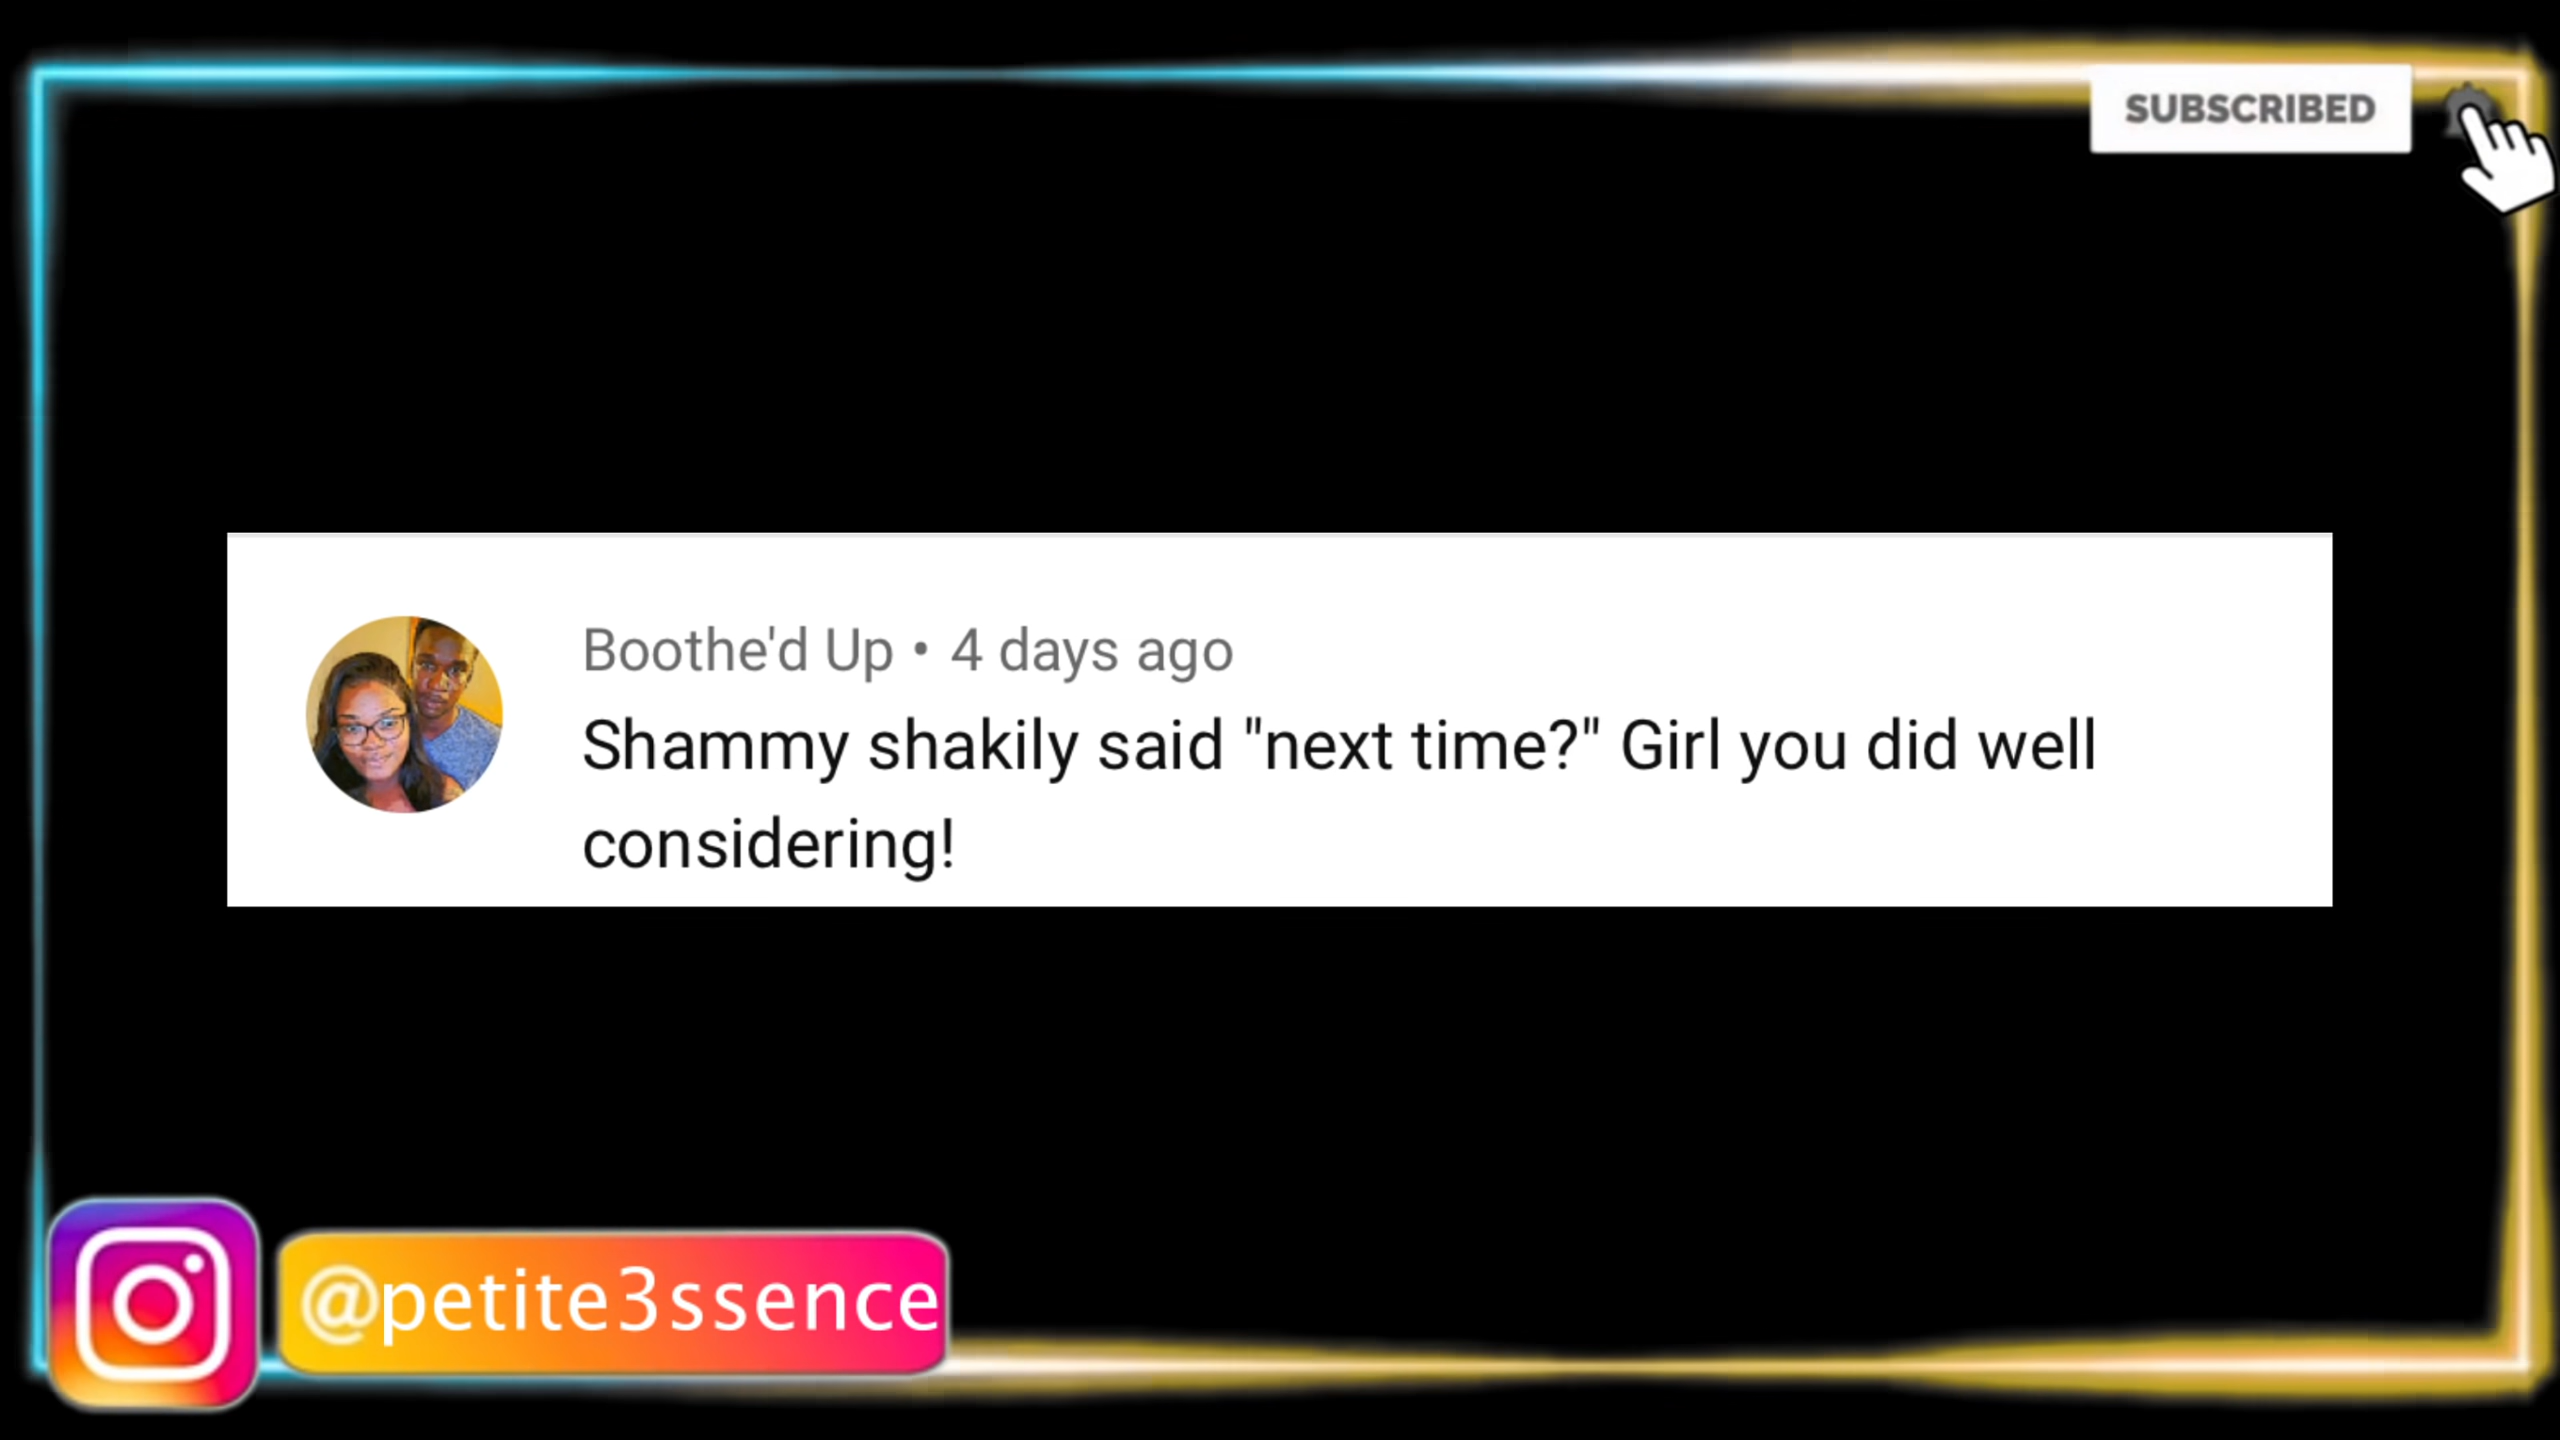 SUBSCRIBED
Boothe'd Up • 4 days ago
Shammy shakily said "next time?" Girl you did well
considering!
@petite3ssence